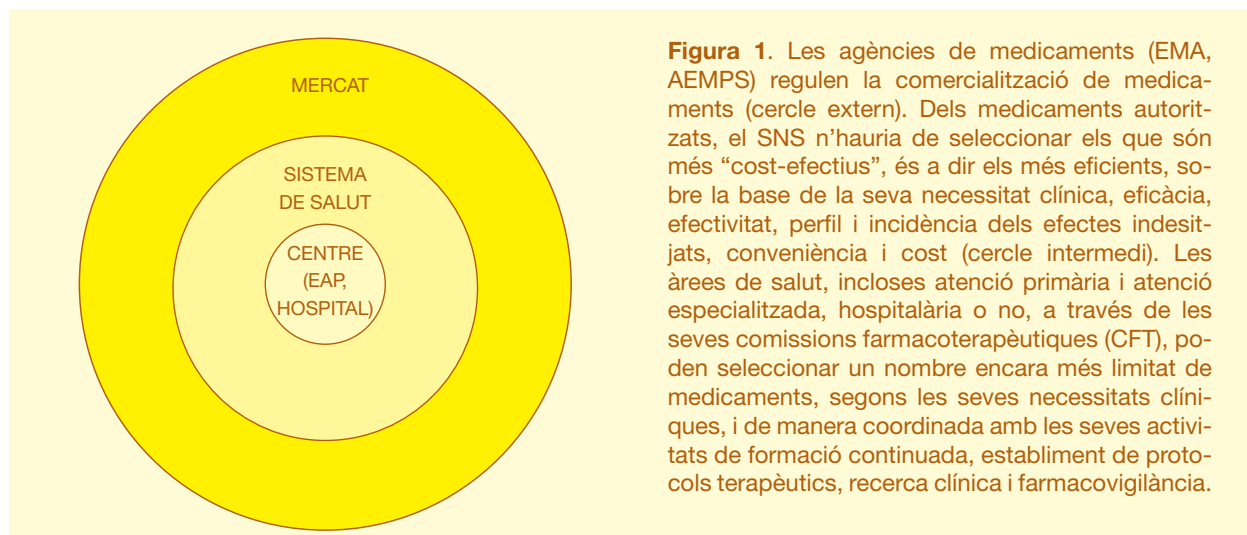 MERCAT
SISTEMA
DE SALUT
CENTRE
(EAP,
HOSPITAL)
Figura 1. Les agències de medicaments (EMA,
AEMPS) regulen la comercialització de medica-
ments (cercle extern). Dels medicaments autorit-
zats, el SNS n’hauria de seleccionar els que són
més “cost-efectius”, és a dir els més eficients, so-
bre la base de la seva necessitat clínica, eficàcia,
efectivitat, perfil i incidència dels efectes indesit-
jats, conveniència i cost (cercle intermedi). Les
àrees de salut, incloses atenció primària i atenció
especialitzada, hospitalària o no, a través de les
seves comissions farmacoterapèutiques (CFT), po-
den seleccionar un nombre encara més limitat de
medicaments, segons les seves necessitats clíni-
ques, i de manera coordinada amb les seves activi-
tats de formació continuada, establiment de proto-
cols terapèutics, recerca clínica i farmacovigilància.